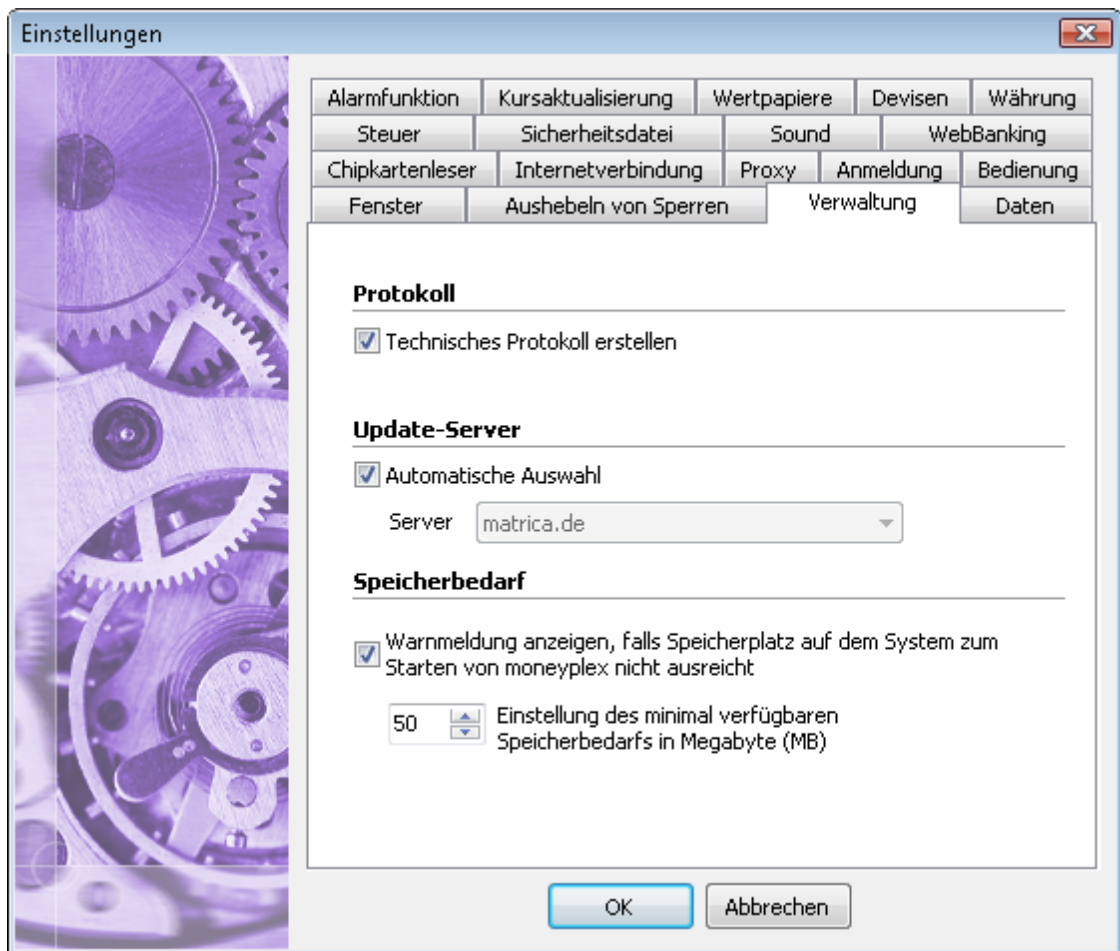 Einstellungen
Alarmfunktion Kursaktualisierung Wertpapiere Devisen Währung
Steuer Sicherheitsdatei Sound WebBanking
Chipkartenleser Internetverbindung Proxy Anmeldung Bedienung
Fenster Aushebeln von Sperren Verwaltung Daten
Protokoll
Technisches Protokoll erstellen
Update-Server
Automatische Auswahl
Server matrica.de
Speicherbedarf
Warnmeldung anzeigen, falls Speicherplatz auf dem System zum
Starten von moneyplex nicht ausreicht
50 Einstellung des minimal verfügbaren
Speicherbedarfs in Megabyte (MB)
OK Abbrechen